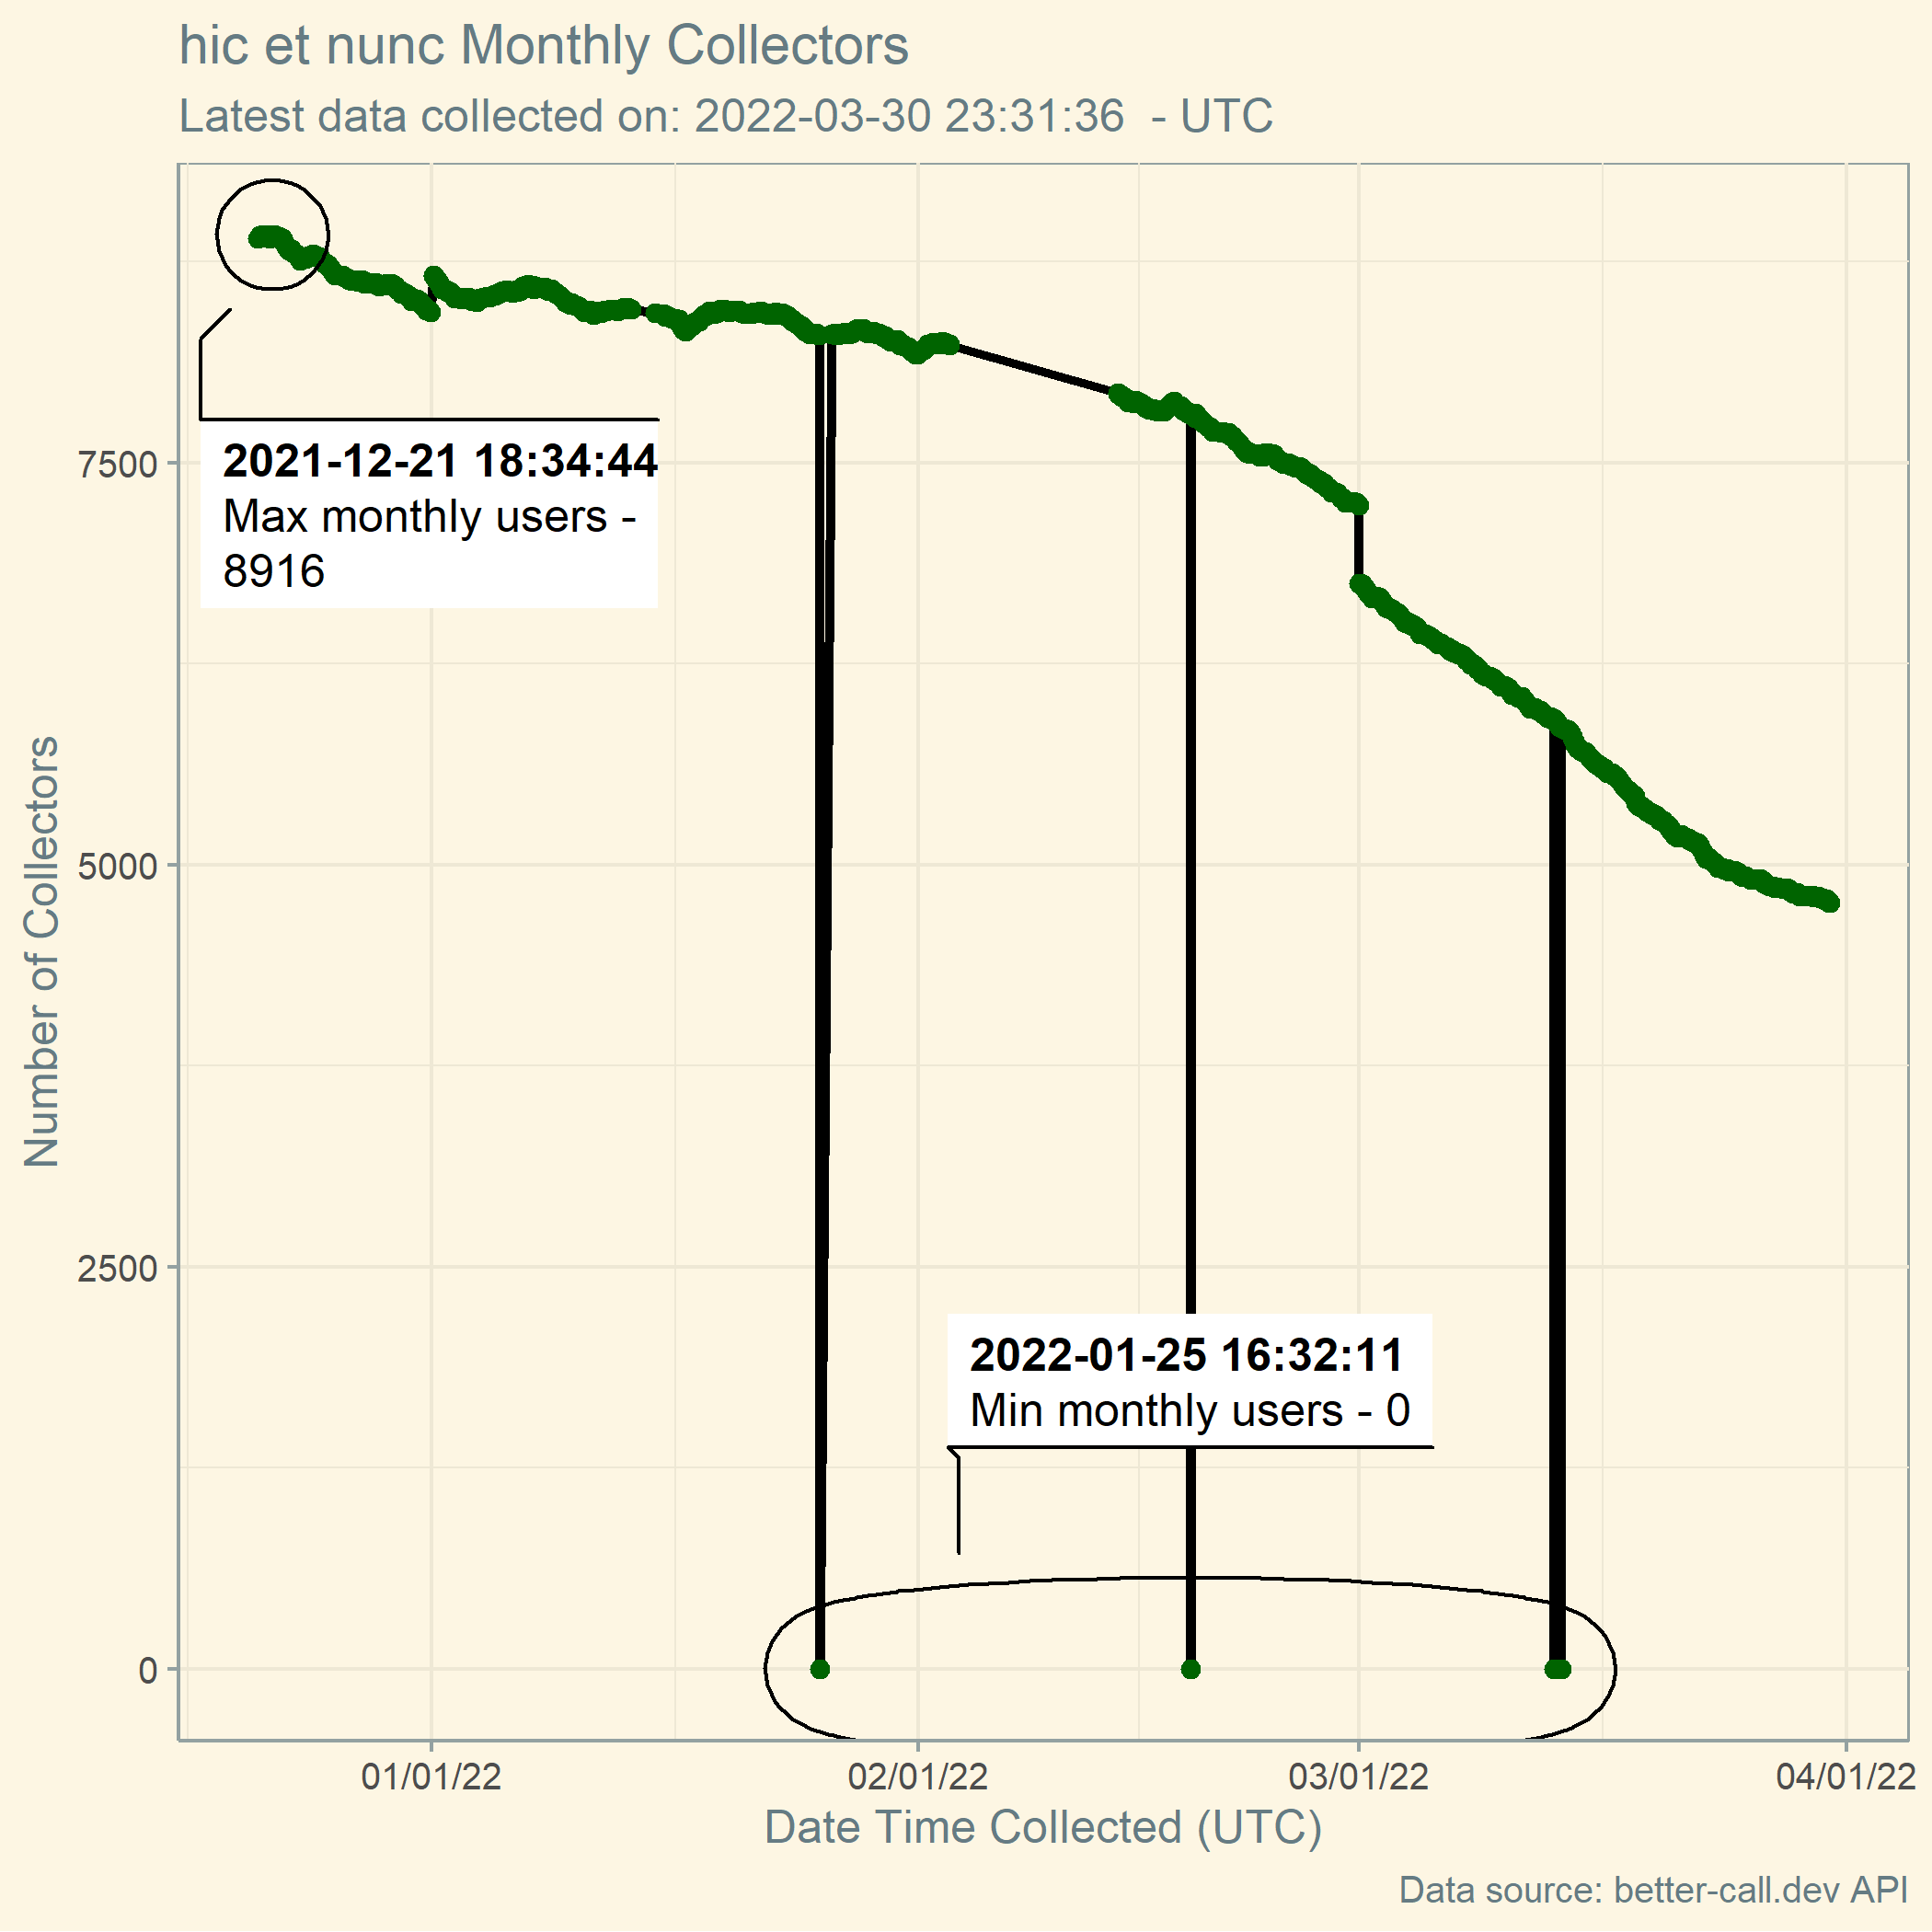 hic et nunc Monthly Collectors
Latest data collected on: 2022-03-30 23:31:36  - UTC
Number of Collectors
7500
5000
2500
0
2021-12-21 18:34:44
Max monthly users -
8916
2022-01-25 16:32:11
Min monthly users - 0
01/01/22
02/01/22
03/01/22
04/01/22
Date Time Collected (UTC)
Data source: better-call.dev API